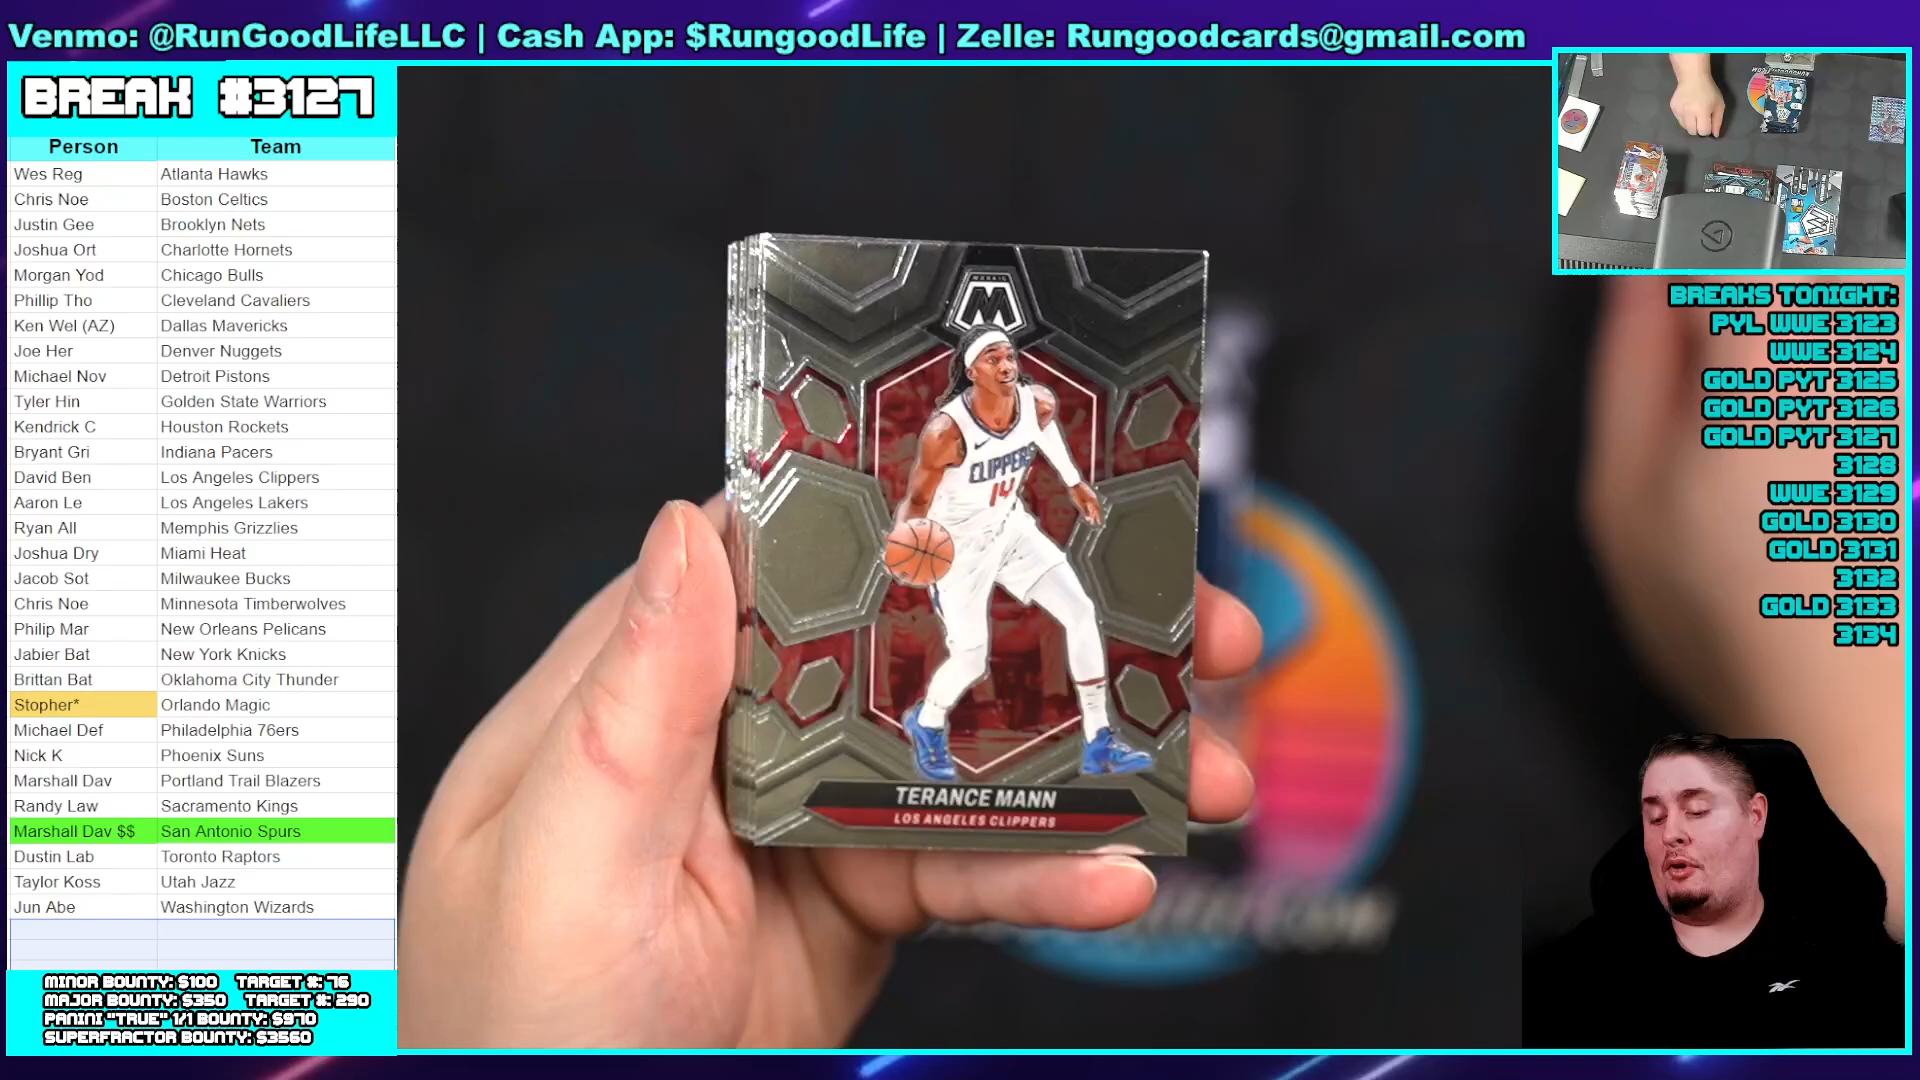 Venmo: @RunGoodLifeLLC | Cash App: $RungoodLife | Zelle: Rungoodcards@gmail.com
BREAK #3127
Person Team
Wes Reg Atlanta Hawks
Chris Noe Boston Celtics
Justin Gee Brooklyn Nets
Joshua Ort Charlotte Hornets
Morgan Yod Chicago Bulls
Phillip Tho Cleveland Cavaliers
Ken Wel (AZ) Dallas Mavericks
Joe Her Denver Nuggets
Michael Nov Detroit Pistons
Tyler Hin Golden State Warriors
Kendrick C Houston Rockets
Bryant Gri Indiana Pacers
David Ben Los Angeles Clippers
Aaron Le Los Angeles Lakers
Ryan All Memphis Grizzlies
Joshua Dry Miami Heat
Jacob Sot Milwaukee Bucks
Chris Noe Minnesota Timberwolves
Philip Mar New Orleans Pelicans
Jabier Bat New York Knicks
Brittan Bat Oklahoma City Thunder
Stopher* Orlando Magic
Michael Def Philadelphia 76ers
Nick K Phoenix Suns
Marshall Dav Portland Trail Blazers
Randy Law Sacramento Kings
Marshall Dav $$ San Antonio Spurs
Dustin Lab Toronto Raptors
Taylor Koss Utah Jazz
Jun Abe Washington Wizards
MINOR BOUNTY: $100 TARGET #: 76
MAJOR BOUNTY: $350 TARGET #: 290
PANINI "TRUE" 1/1 BOUNTY: $970
SUPERFRACTOR BOUNTY: $3560
MOSAIC
M
CLIPPERS
14
TERANCE MANN
LOS ANGELES CLIPPERS
BREAKS TONIGHT:
PYL WWE 3123
WWE 3124
GOLD PYT 3125
GOLD PYT 3126
GOLD PYT 3127
3128
WWE 3129
GOLD 3130
GOLD 3131
3132
GOLD 3133
3134